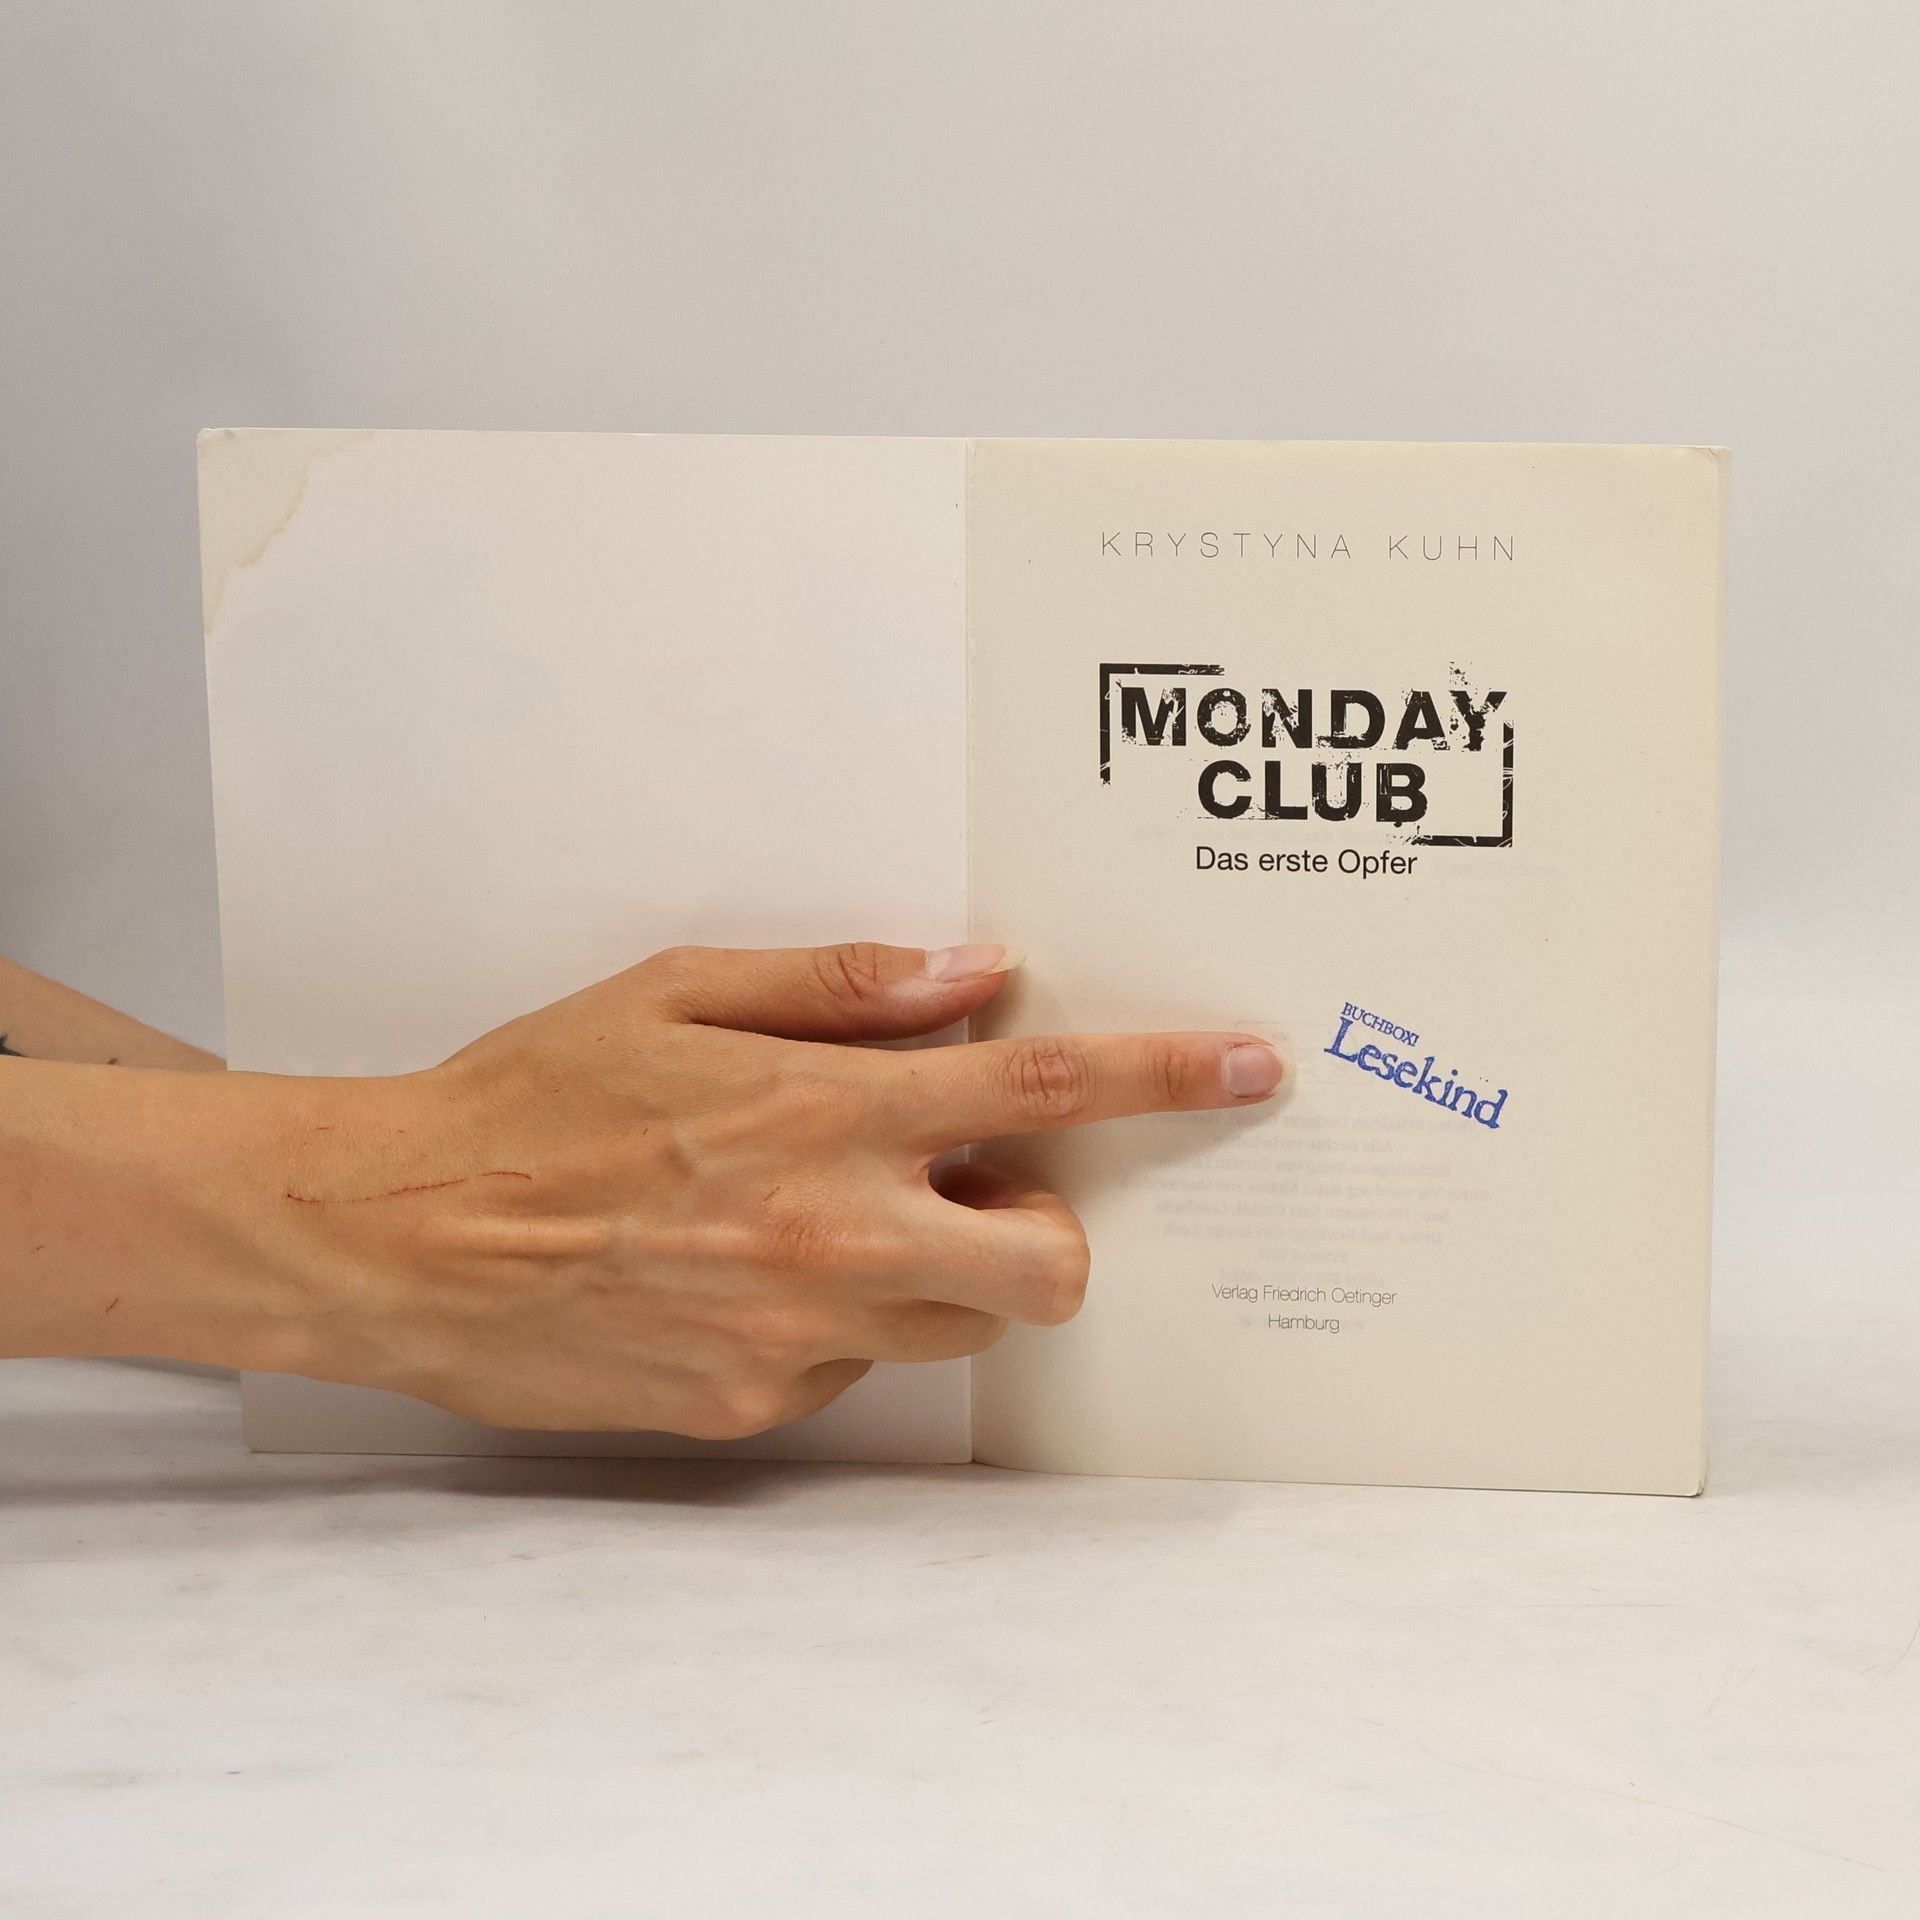 KRYSTYNA KUHN
MONDAY
CLUB
Das erste Opfer
BUCHBOX!
Lesekind
Verlag Friedrich Oetinger
Hamburg